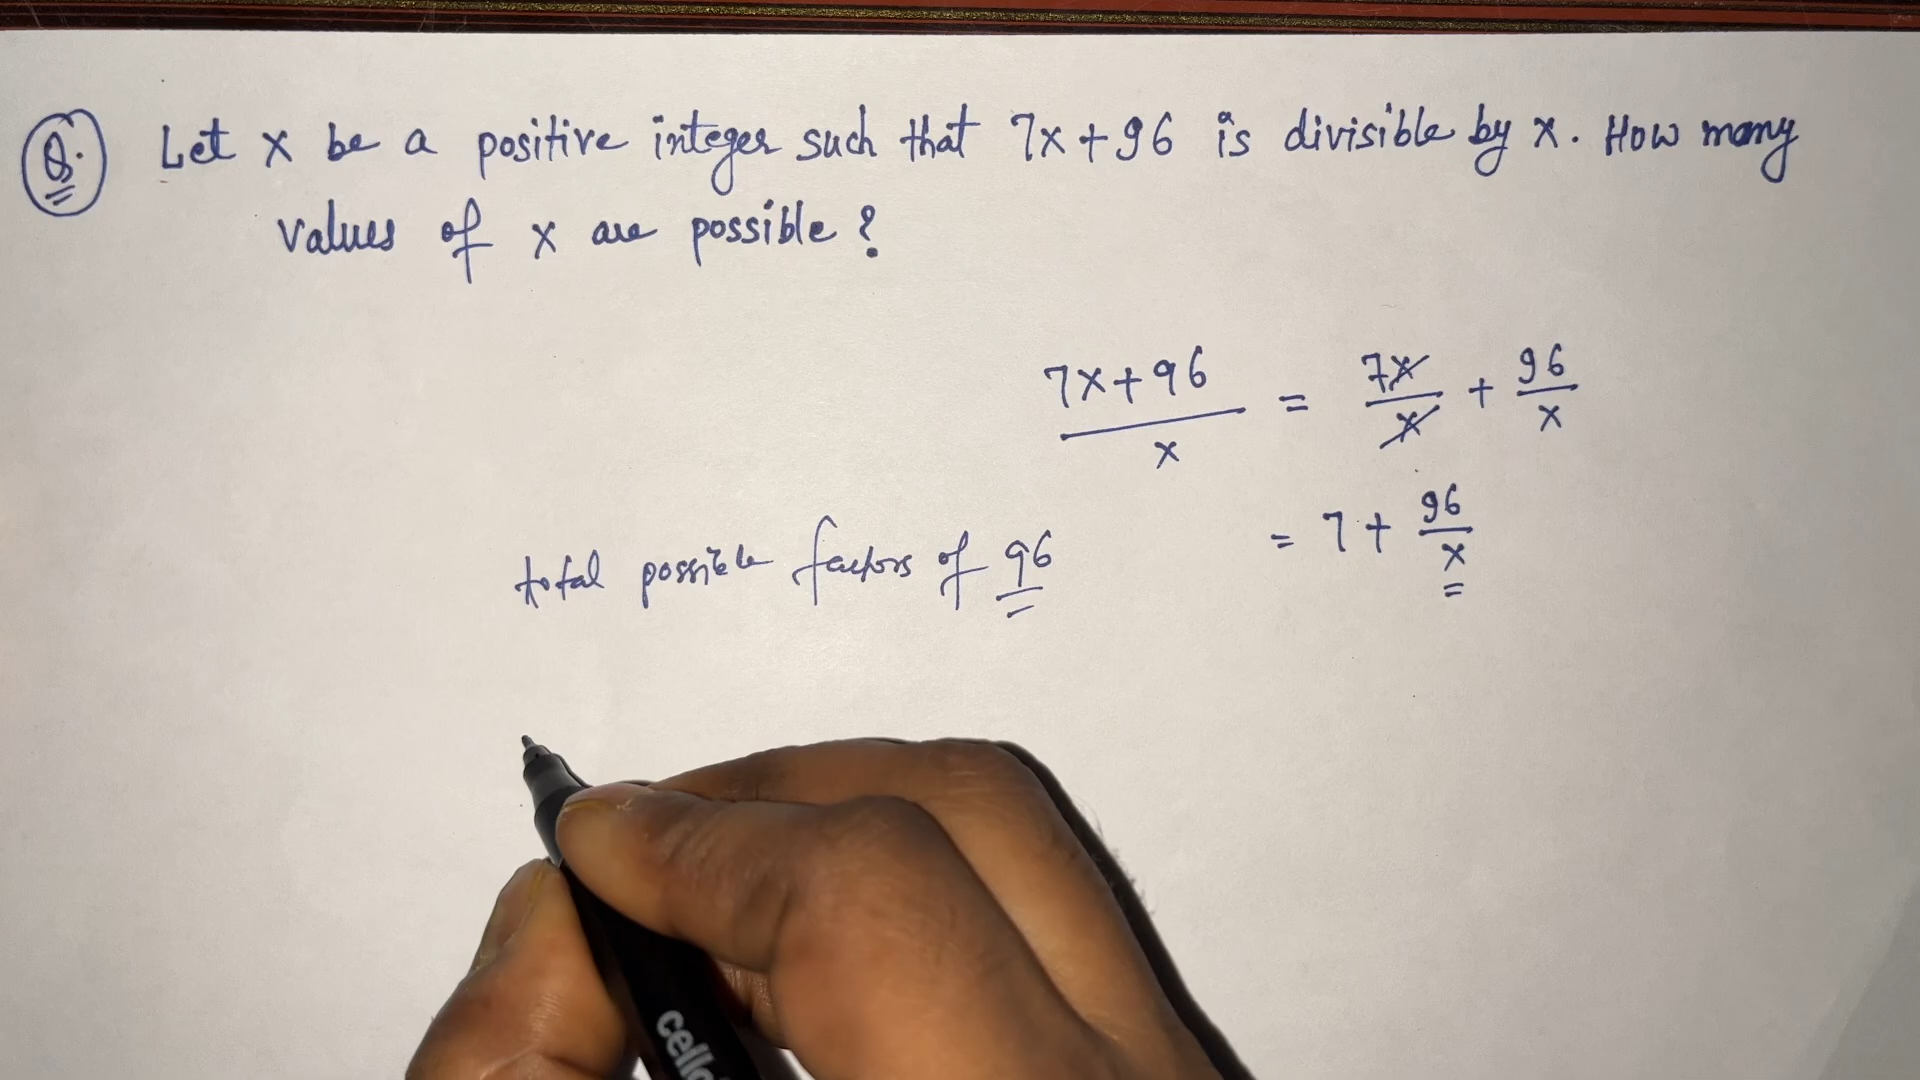 Q. Let x be a positive integer such that 7x+96 is divisible by x. How many
values of x are possible?
7x+96 / x = 7x / x + 96 / x
= 7 + 96 / x
total possible factors of 96
cello